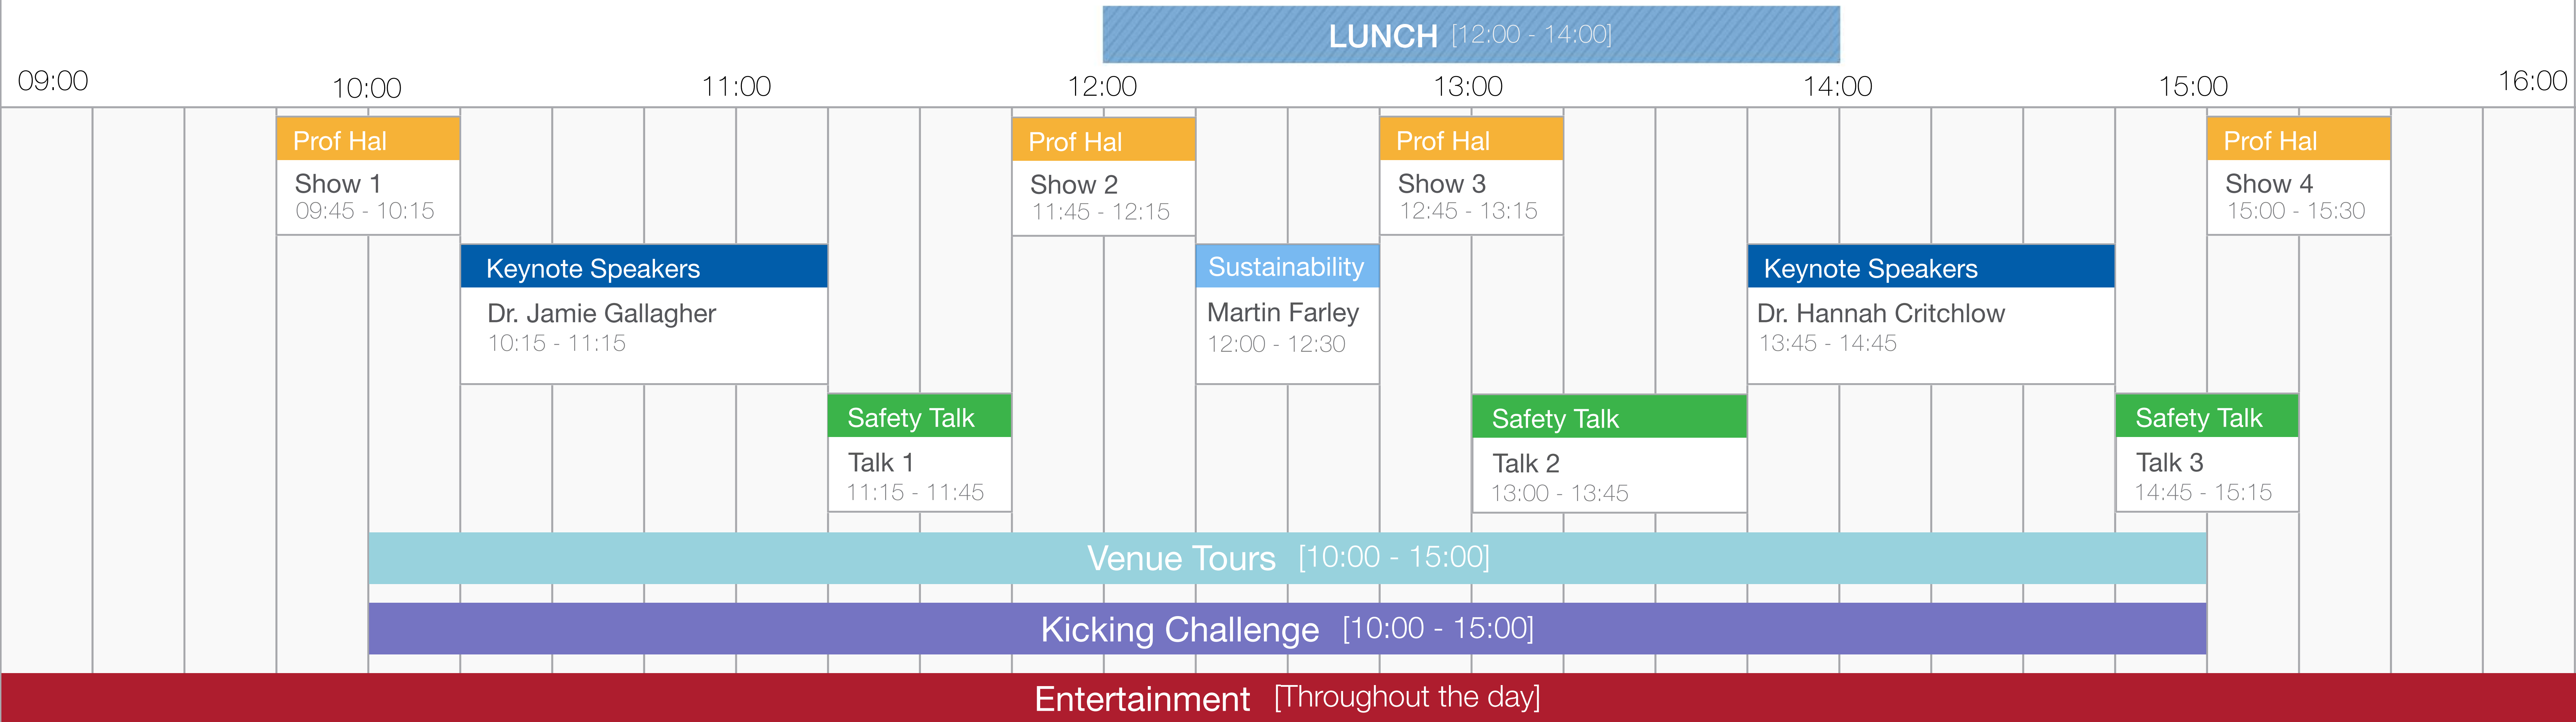 LUNCH [12:00 - 14:00]
09:00 10:00 11:00 12:00 13:00 14:00 15:00 16:00
Prof Hal
Show 1
09:45 - 10:15
Prof Hal
Show 2
11:45 - 12:15
Prof Hal
Show 3
12:45 - 13:15
Prof Hal
Show 4
15:00 - 15:30
Keynote Speakers
Dr. Jamie Gallagher
10:15 - 11:15
Sustainability
Martin Farley
12:00 - 12:30
Keynote Speakers
Dr. Hannah Critchlow
13:45 - 14:45
Safety Talk
Talk 1
11:15 - 11:45
Safety Talk
Talk 2
13:00 - 13:45
Safety Talk
Talk 3
14:45 - 15:15
Venue Tours [10:00 - 15:00]
Kicking Challenge [10:00 - 15:00]
Entertainment [Throughout the day]